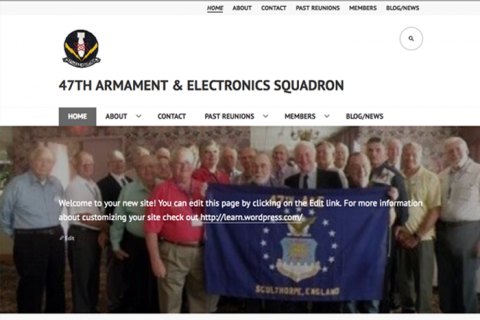 HOME ABOUT CONTACT PAST REUNIONS MEMBERS BLOG/NEWS
47TH ARMAMENT & ELECTRONICS SQUADRON
HOME ABOUT CONTACT PAST REUNIONS MEMBERS BLOG/NEWS
Welcome to your new site! You can edit this page by clicking on the Edit link. For more information
about customizing your site check out http://learn.wordpress.com/
Edit
SCULTHORPE, ENGLAND